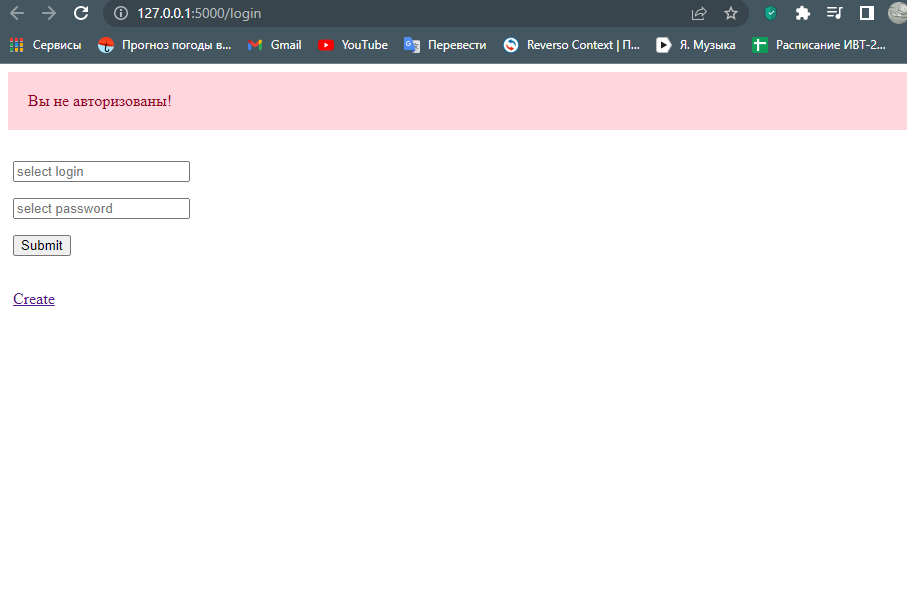 127.0.0.1:5000/login
Сервисы Прогноз погоды в... Gmail YouTube Перевести Reverso Context | П... Я. Музыка Расписание ИВТ-2...
Вы не авторизованы!
select login
select password
Submit
Create